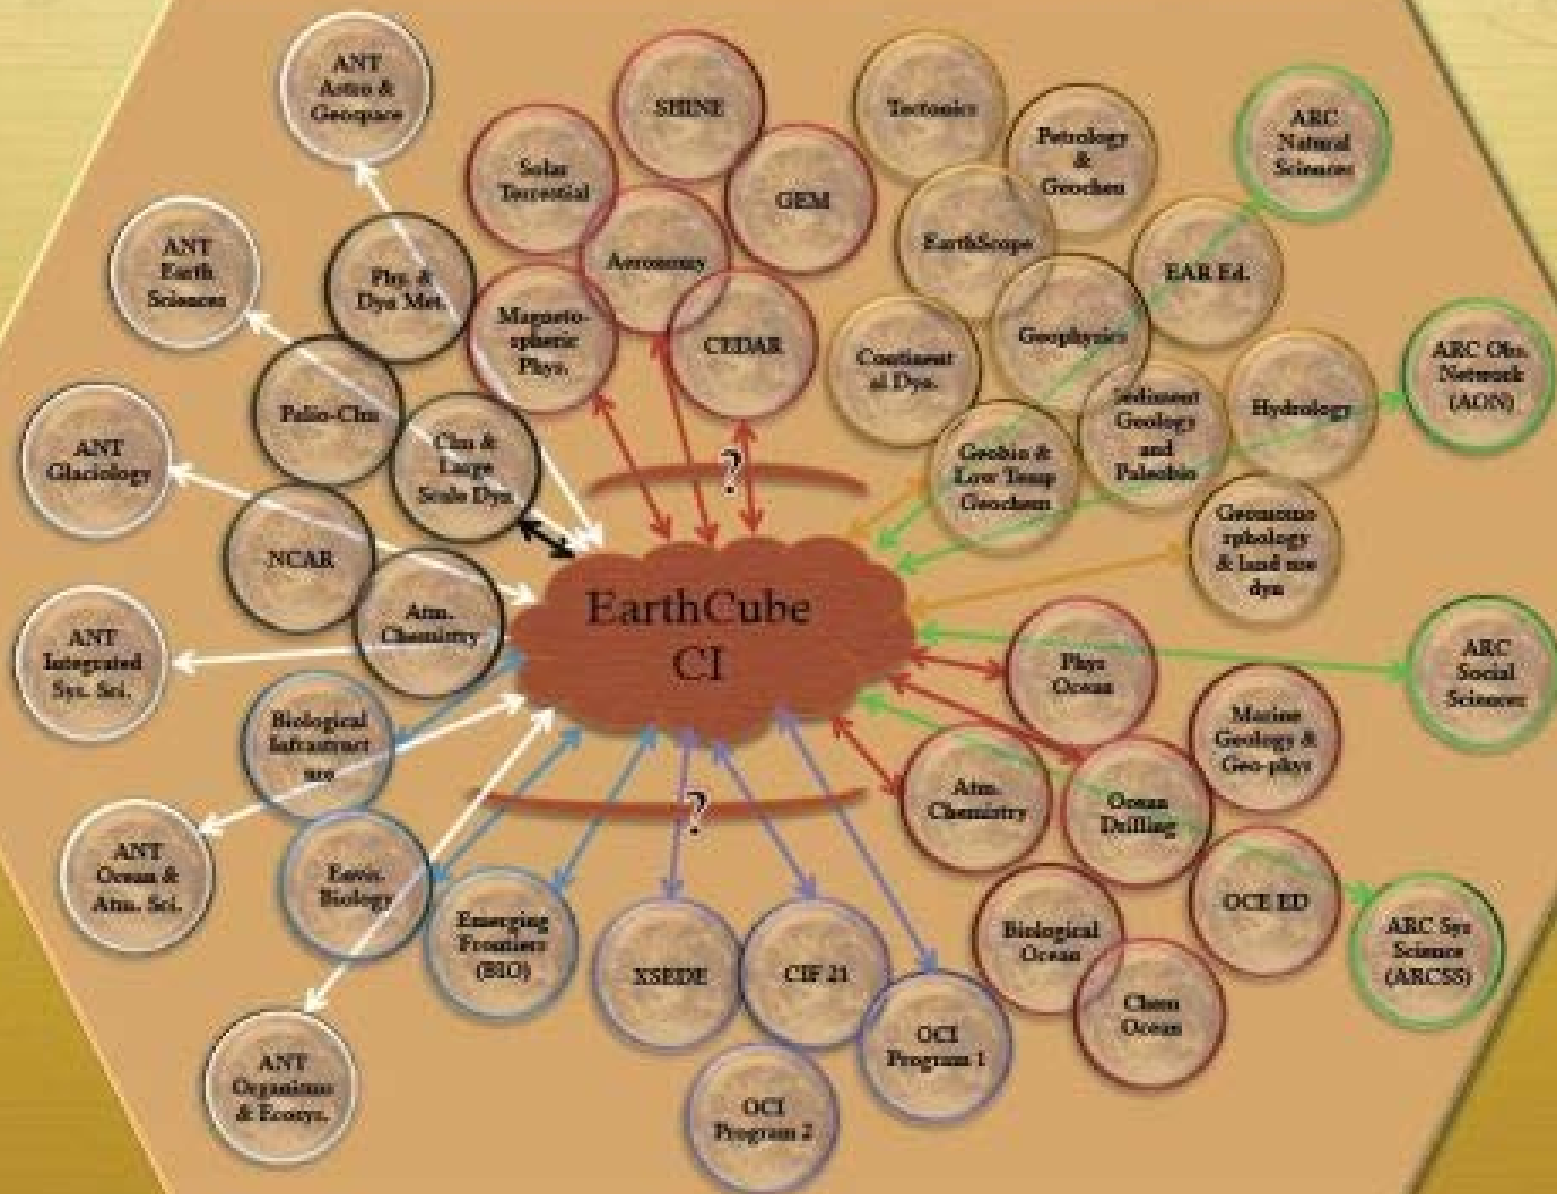 ANT
Astro &
Geospace
SHINE
Tectonics
Petrology
&
Geochem
ARC
Natural
Sciences
Solar
Terrestial
GEM
ANT
Earth
Sciences
Phy. &
Dyn Met.
Aeronomy
EarthScope
EAR Ed.
Magneto-
spheric
Phys.
CEDAR
Continent
al Dyn.
Geophysics
ARC Obs.
Network
(AON)
Palio-Clm
Clm &
Large
Scale Dyn
Sediment
Geology
and
Paleobio
Hydrology
ANT
Glaciology
?
Geobio &
Low Temp
Geochem
NCAR
Geomomo
rphology
& land use
dyn
Atm.
Chemistry
EarthCube
CI
ANT
Integrated
Sys. Sci.
Phys
Ocean
ARC
Social
Sciences
Biological
Infrastruct
ure
Marine
Geology &
Geo-phys
?
Atm.
Chemistry
Ocean
Drilling
ANT
Ocean &
Atm. Sci.
Envir.
Biology
OCE ED
Emerging
Frontiers
(BIO)
XSEDE
CIF 21
Biological
Ocean
ARC Sys
Science
(ARCSS)
OCI
Program 1
Chem
Ocean
ANT
Organisms
& Ecosys.
OCI
Program 2